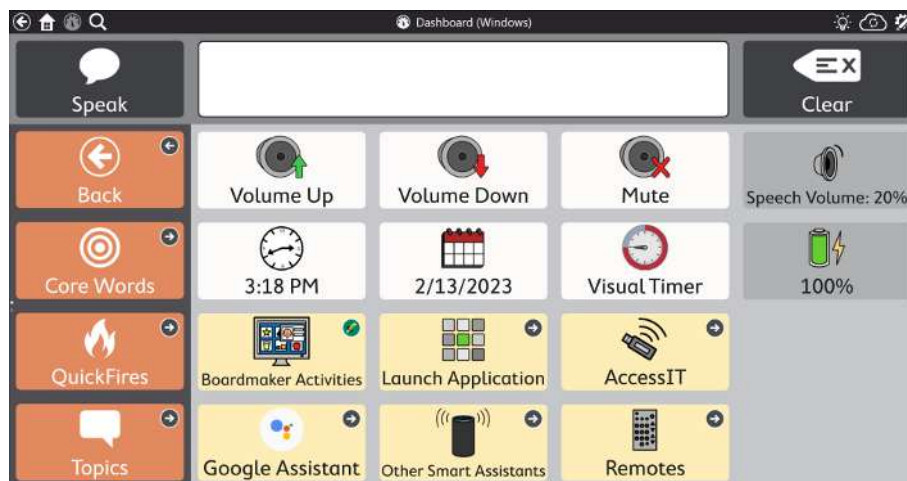 Dashboard (Windows)
Speak
Clear
Back
Volume Up
Volume Down
Mute
Speech Volume: 20%
Core Words
3:18 PM
2/13/2023
Visual Timer
100%
QuickFires
Boardmaker Activities
Launch Application
AccessIT
Topics
Google Assistant
Other Smart Assistants
Remotes